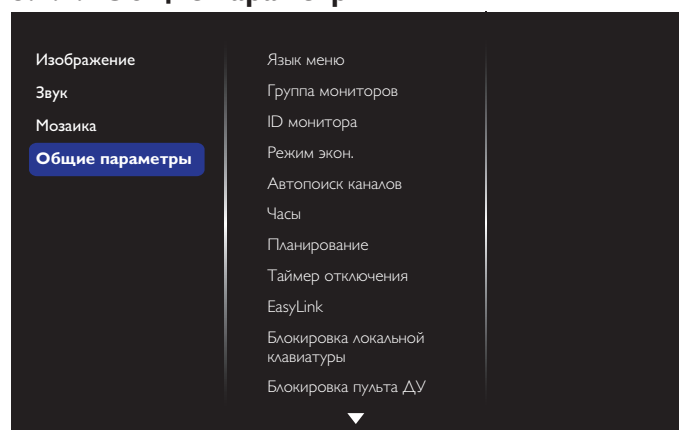 Изображение
Звук
Мозаика
Общие параметры
Язык меню
Группа мониторов
ID монитора
Режим экон.
Автопоиск каналов
Часы
Планирование
Таймер отключения
EasyLink
Блокировка локальной
клавиатуры
Блокировка пульта ДУ